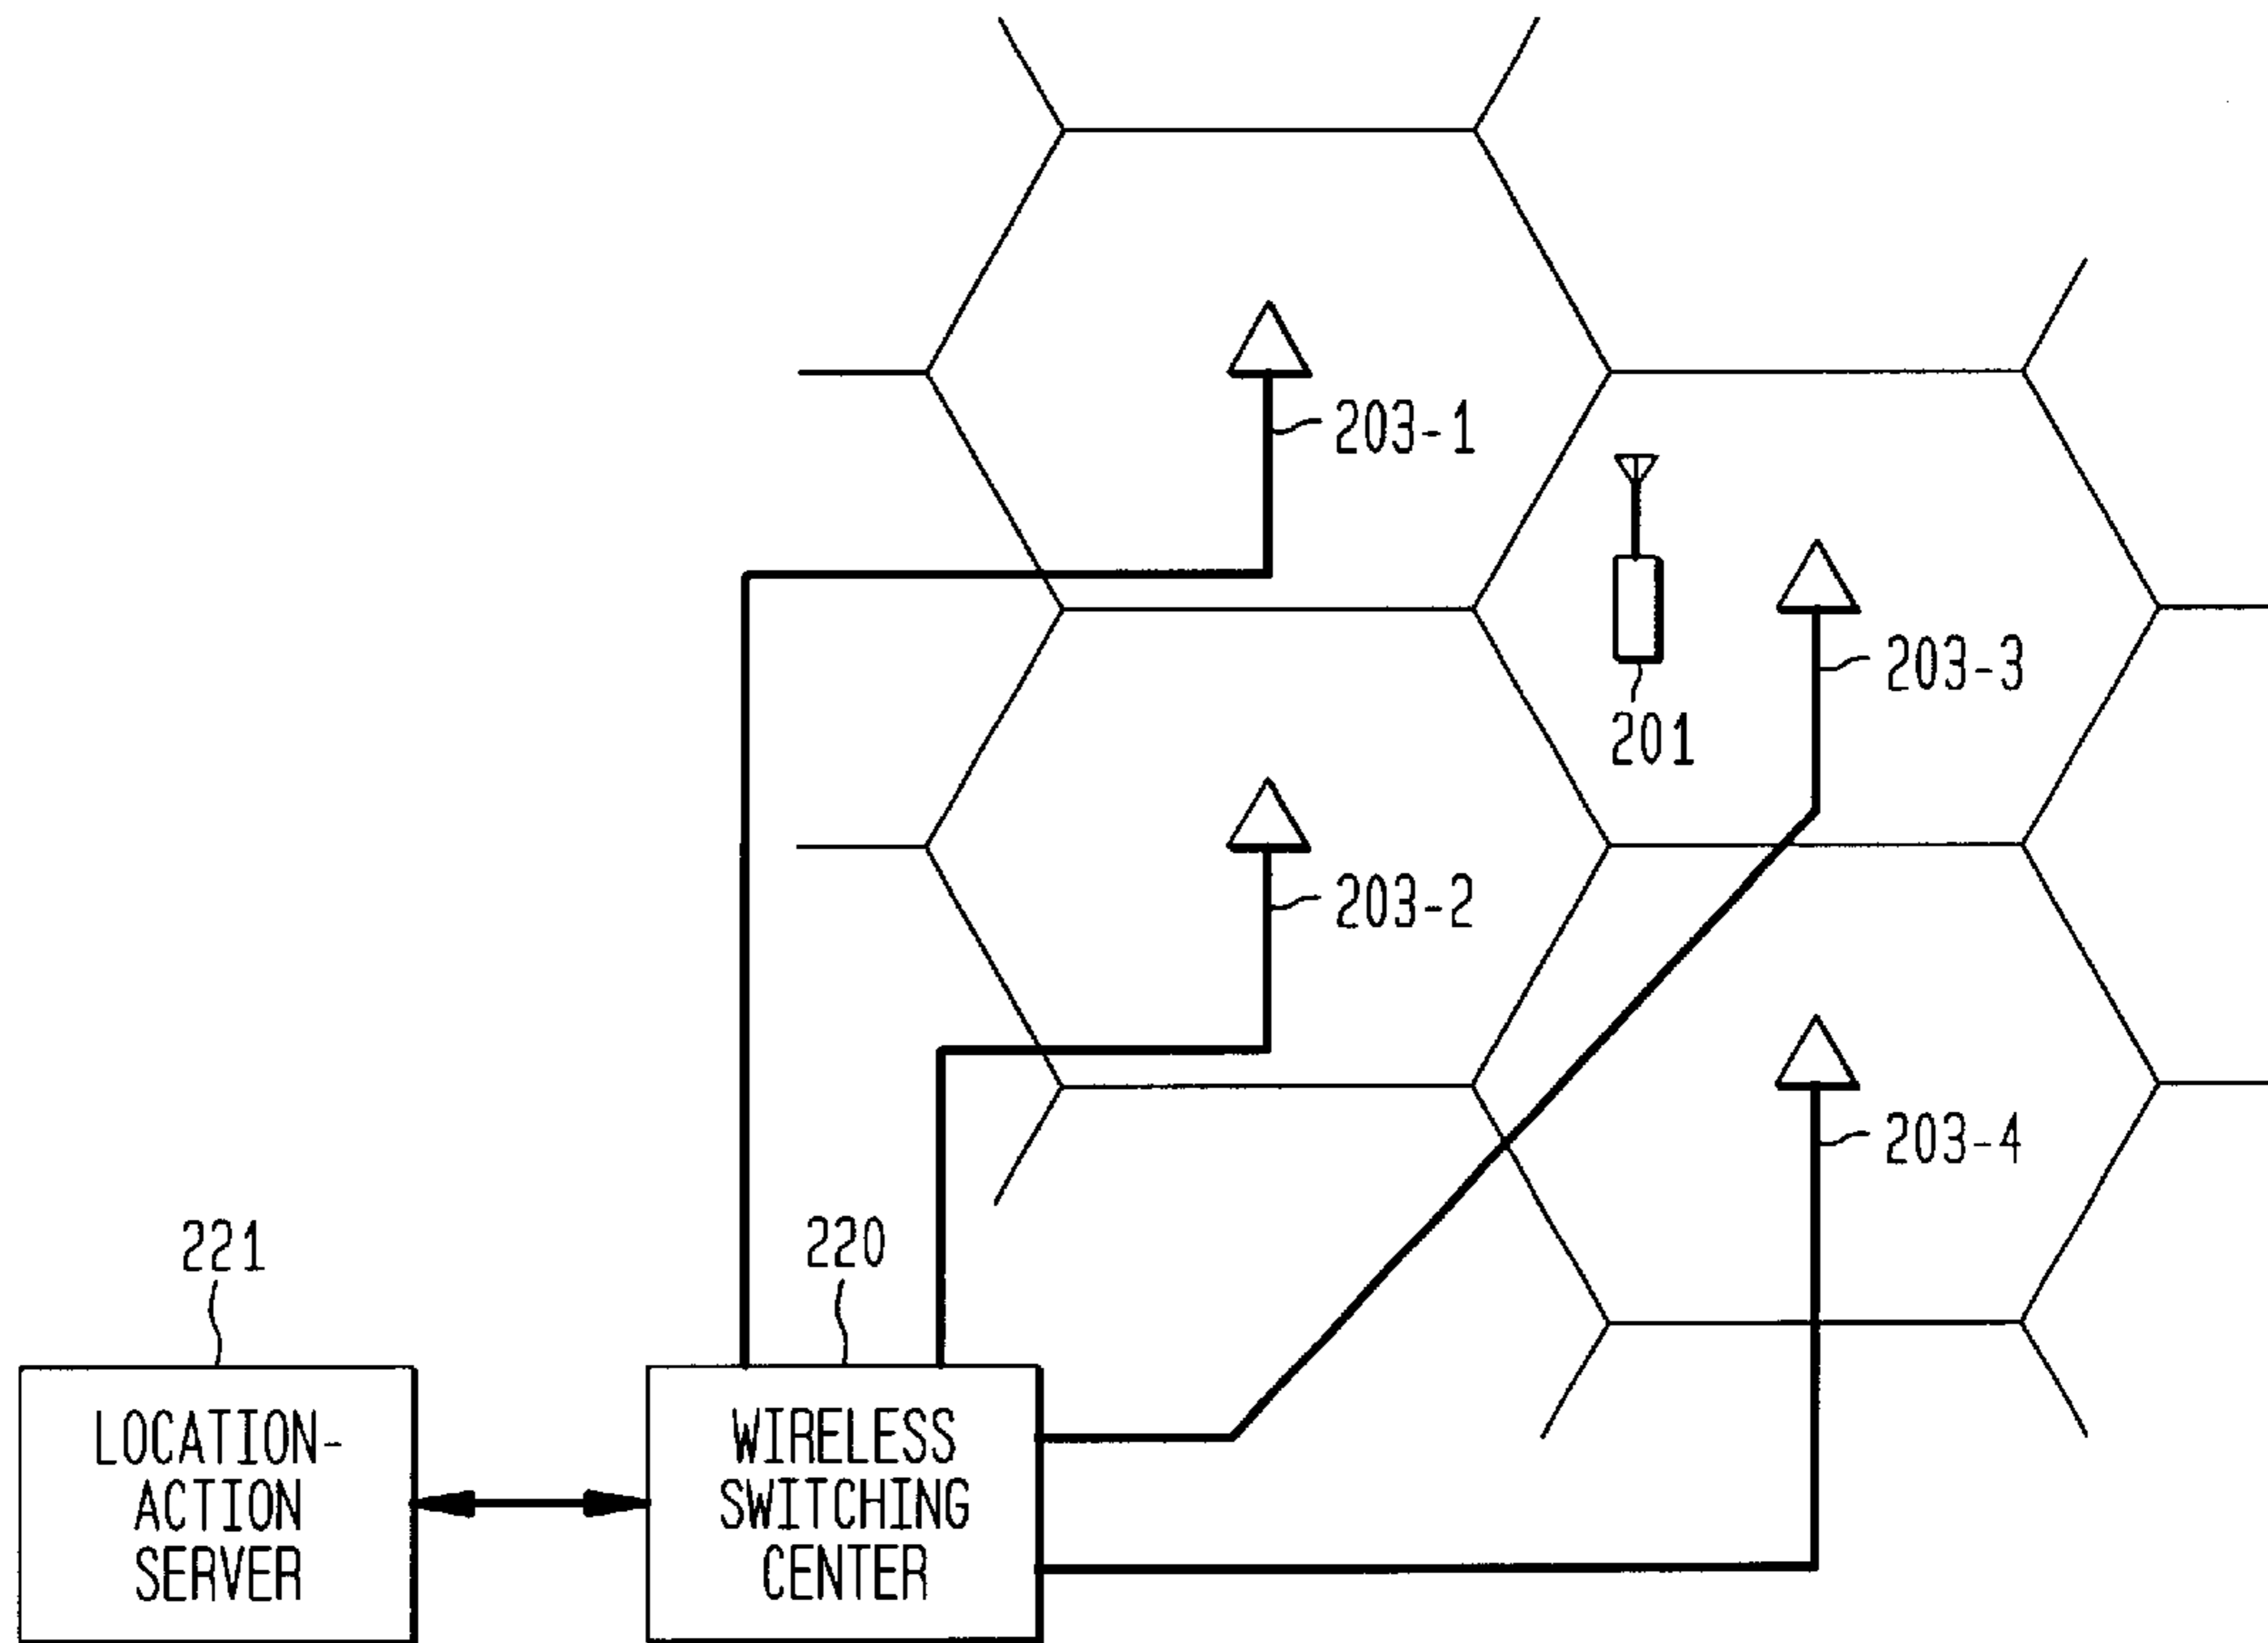 203-1
203-3
201
203-2
203-4
221
220
LOCATION-
ACTION
SERVER
WIRELESS
SWITCHING
CENTER